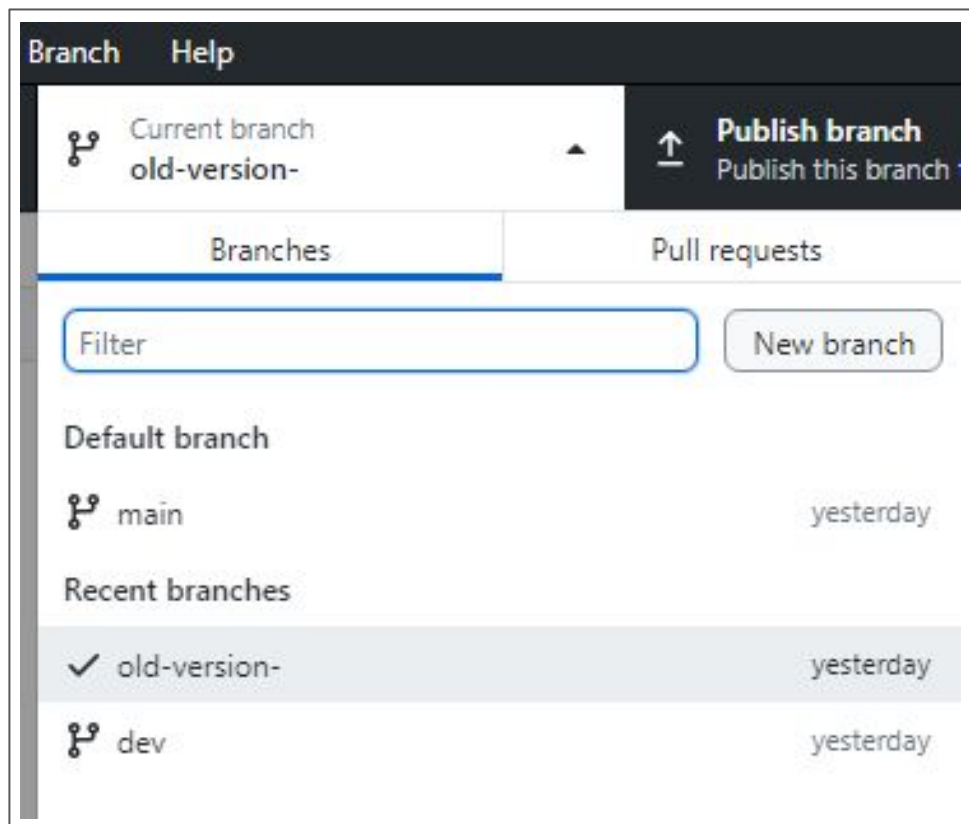 Branch Help
Current branch
old-version-
Publish branch
Publish this branch
Branches Pull requests
Filter New branch
Default branch
main yesterday
Recent branches
old-version- yesterday
dev yesterday